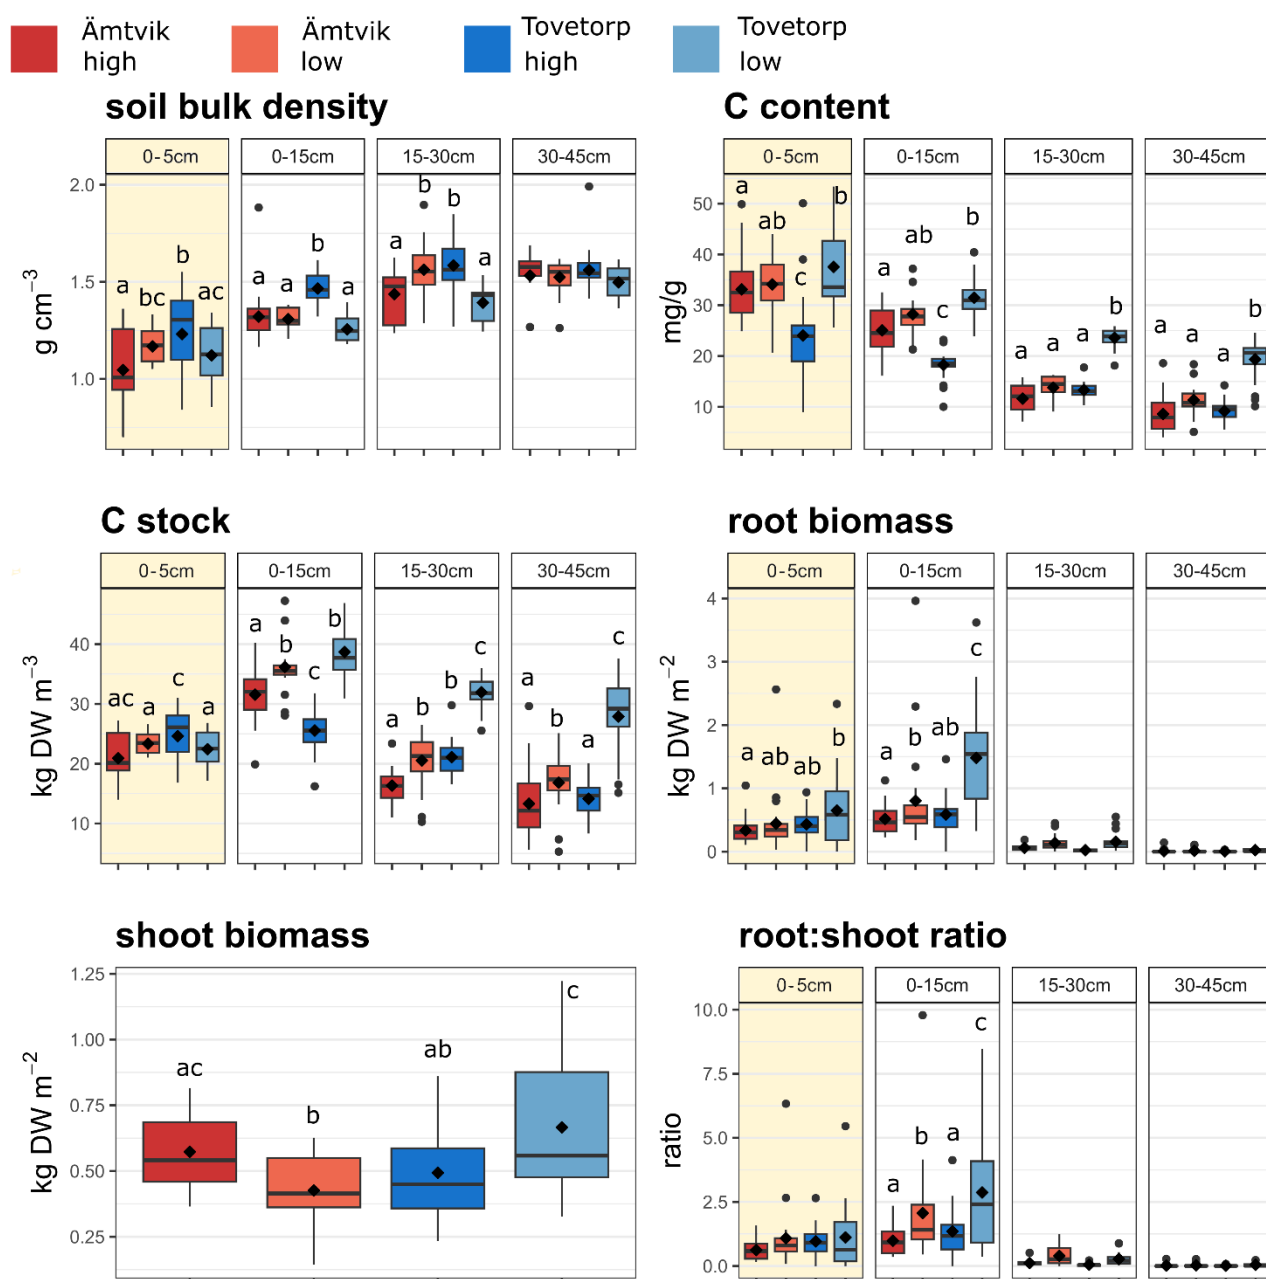 Ämtvik high
Ämtvik low
Tovetorp high
Tovetorp low
soil bulk density
0-5cm 0-15cm 15-30cm 30-45cm
g cm⁻³
2.0
1.5
1.0
a bc b ac
a a b a
a b b a
C content
0-5cm 0-15cm 15-30cm 30-45cm
mg/g
50
40
30
20
10
a ab c b
a ab c b
a a a b
a a a b
C stock
0-5cm 0-15cm 15-30cm 30-45cm
kg DW m⁻³
40
30
20
10
ac a c a
a b c b
a b b c
a b a c
root biomass
0-5cm 0-15cm 15-30cm 30-45cm
kg DW m⁻²
4
3
2
1
0
a ab ab b
a b ab c
shoot biomass
kg DW m⁻²
1.25
1.00
0.75
0.50
0.25
ac b ab c
root:shoot ratio
0-5cm 0-15cm 15-30cm 30-45cm
ratio
10.0
7.5
5.0
2.5
0.0
a b a c